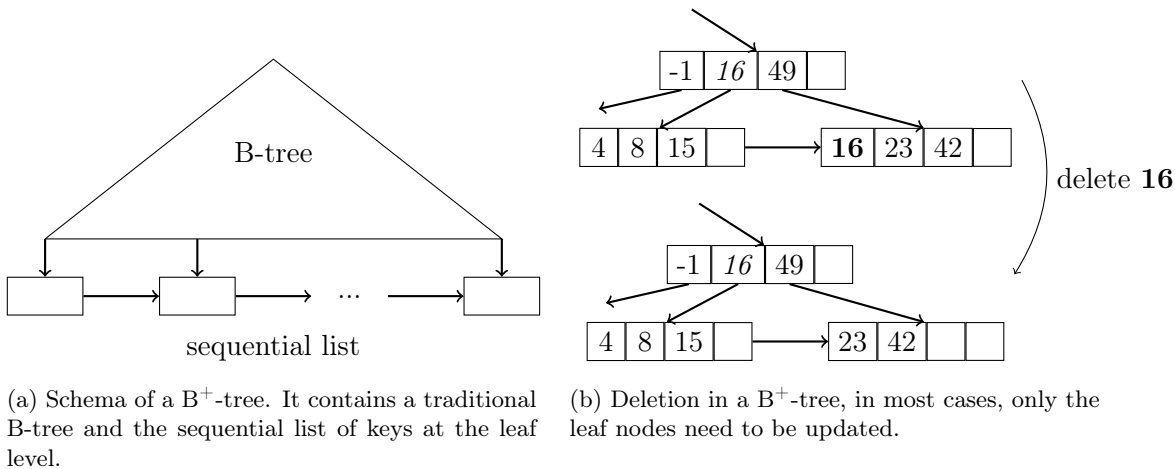 B-tree
...
sequential list
(a) Schema of a B+-tree. It contains a traditional
B-tree and the sequential list of keys at the leaf
level.
-1 16 49
4 8 15 16 23 42
delete 16
-1 16 49
4 8 15 23 42
(b) Deletion in a B+-tree, in most cases, only the
leaf nodes need to be updated.